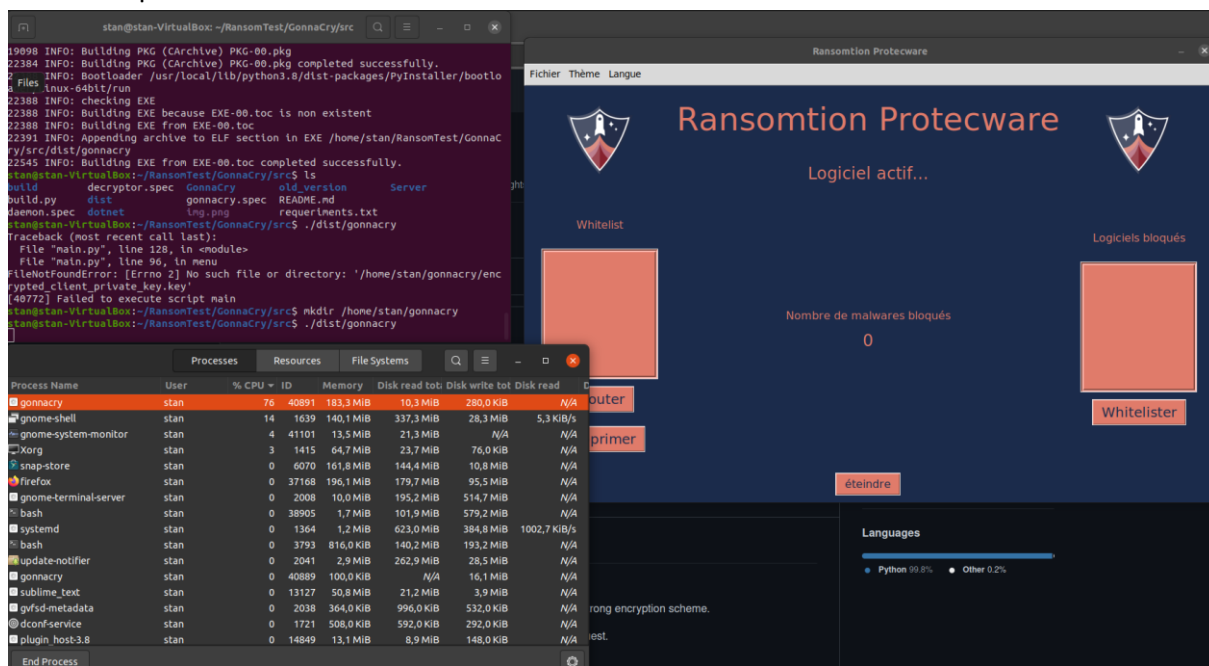 stan@stan-VirtualBox: ~/RansomTest/GonnaCry/src
19098 INFO: Building PKG (CArchive) PKG-00.pkg
22384 INFO: Building PKG (CArchive) PKG-00.pkg completed successfully.
2 INFO: Bootloader /usr/local/lib/python3.8/dist-packages/PyInstaller/bootlo
Files
a inux-64bit/run
22388 INFO: checking EXE
22388 INFO: Building EXE because EXE-00.toc is non existent
22388 INFO: Building EXE from EXE-00.toc
22391 INFO: Appending archive to ELF section in EXE /home/stan/RansomTest/GonnaC
ry/src/dist/gonnacry
22545 INFO: Building EXE from EXE-00.toc completed successfully.
stan@stan-VirtualBox:~/RansomTest/GonnaCry/src$ ls
build decryptor.spec GonnaCry old_version Server
build.py dist gonnacry.spec README.md
daemon.spec dotnet img.png requeriments.txt
stan@stan-VirtualBox:~/RansomTest/GonnaCry/src$ ./dist/gonnacry
Traceback (most recent call last):
File "main.py", line 128, in <module>
File "main.py", line 96, in menu
FileNotFoundError: [Errno 2] No such file or directory: '/home/stan/gonnacry/enc
rypted_client_private_key.key'
[40772] Failed to execute script main
stan@stan-VirtualBox:~/RansomTest/GonnaCry/src$ mkdir /home/stan/gonnacry
stan@stan-VirtualBox:~/RansomTest/GonnaCry/src$ ./dist/gonnacry
Ransomtion Protecware
Fichier Thème Langue
Ransomtion Protecware
Logiciel actif...
Whitelist
Logiciels bloqués
Nombre de malwares bloqués
0
outer
primer
Whitelister
éteindre
Processes Resources File Systems
Process Name User % CPU ID Memory Disk read tot Disk write tot Disk read
gonnacry stan 76 40891 183,3 MiB 10,3 MiB 280,0 KiB N/A
gnome-shell stan 14 1639 140,1 MiB 337,3 MiB 28,3 MiB 5,3 KiB/s
gnome-system-monitor stan 4 41101 13,5 MiB 21,3 MiB N/A N/A
Xorg stan 3 1415 64,7 MiB 23,7 MiB 76,0 KiB N/A
snap-store stan 0 6070 161,8 MiB 144,4 MiB 10,8 MiB N/A
firefox stan 0 37168 196,1 MiB 179,7 MiB 95,5 MiB N/A
gnome-terminal-server stan 0 2008 10,0 MiB 195,2 MiB 514,7 MiB N/A
bash stan 0 38905 1,7 MiB 101,9 MiB 579,2 MiB N/A
systemd stan 0 1364 1,2 MiB 623,0 MiB 384,8 MiB 1002,7 KiB/s
bash stan 0 3793 816,0 KiB 140,2 MiB 193,2 MiB N/A
update-notifier stan 0 2041 2,9 MiB 262,9 MiB 28,5 MiB N/A
gonnacry stan 0 40889 100,0 KiB N/A 16,1 MiB N/A
sublime_text stan 0 13127 50,8 MiB 21,2 MiB 3,9 MiB N/A
gvfsd-metadata stan 0 2038 364,0 KiB 996,0 KiB 532,0 KiB N/A
dconf-service stan 0 1721 508,0 KiB 592,0 KiB 292,0 KiB N/A
plugin_host-3.8 stan 0 14849 13,1 MiB 8,9 MiB 148,0 KiB N/A
End Process
Languages
Python 99.8% Other 0.2%
rong encryption scheme.